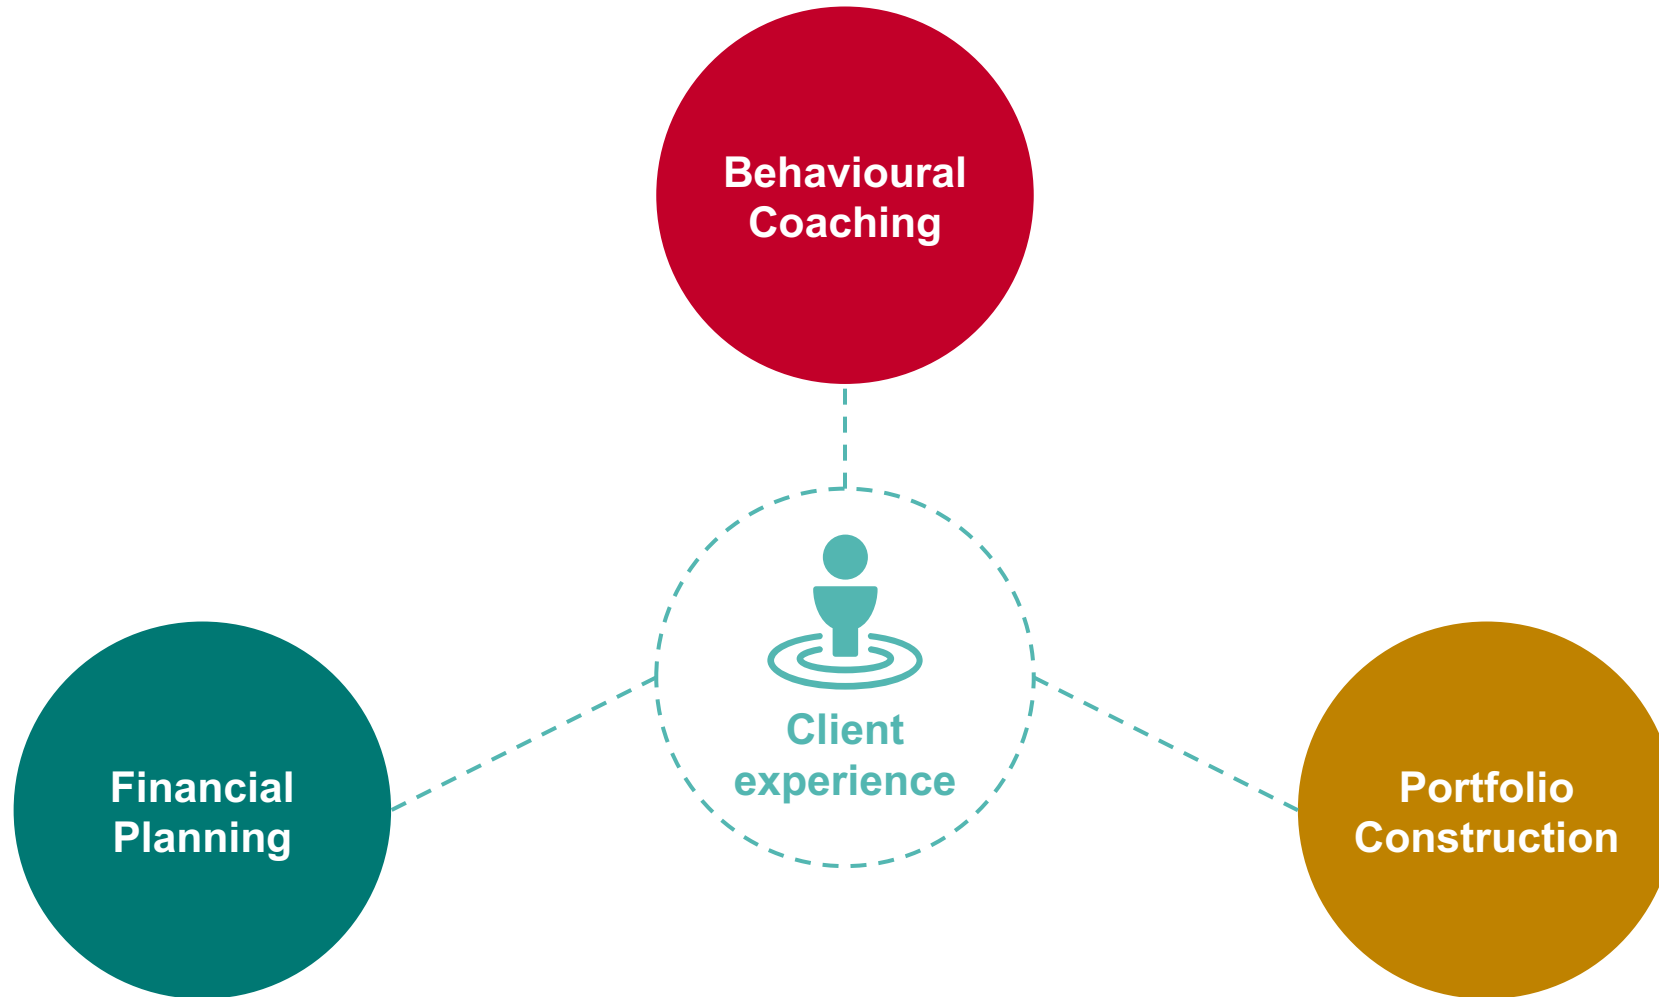 Behavioural
Coaching
Client
experience
Financial
Planning
Portfolio
Construction